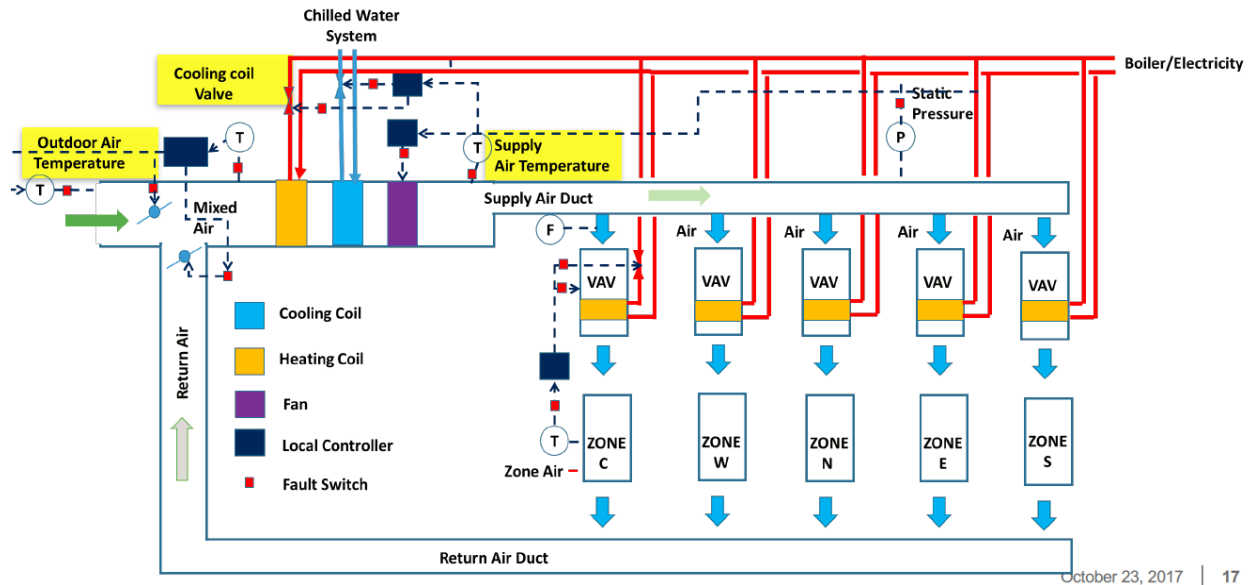 Chilled Water
System
Cooling coil
Valve
Boiler/Electricity
Static
Pressure
Outdoor Air
Temperature
T
T
T
P
Supply
Air Temperature
Mixed
Air
Supply Air Duct
F
Air
Air
Air
Air
VAV
VAV
VAV
VAV
VAV
Cooling Coil
Heating Coil
Fan
Local Controller
Fault Switch
Return Air
T
Zone Air
ZONE
C
ZONE
W
ZONE
N
ZONE
E
ZONE
S
Return Air Duct
October 23, 2017 | 17